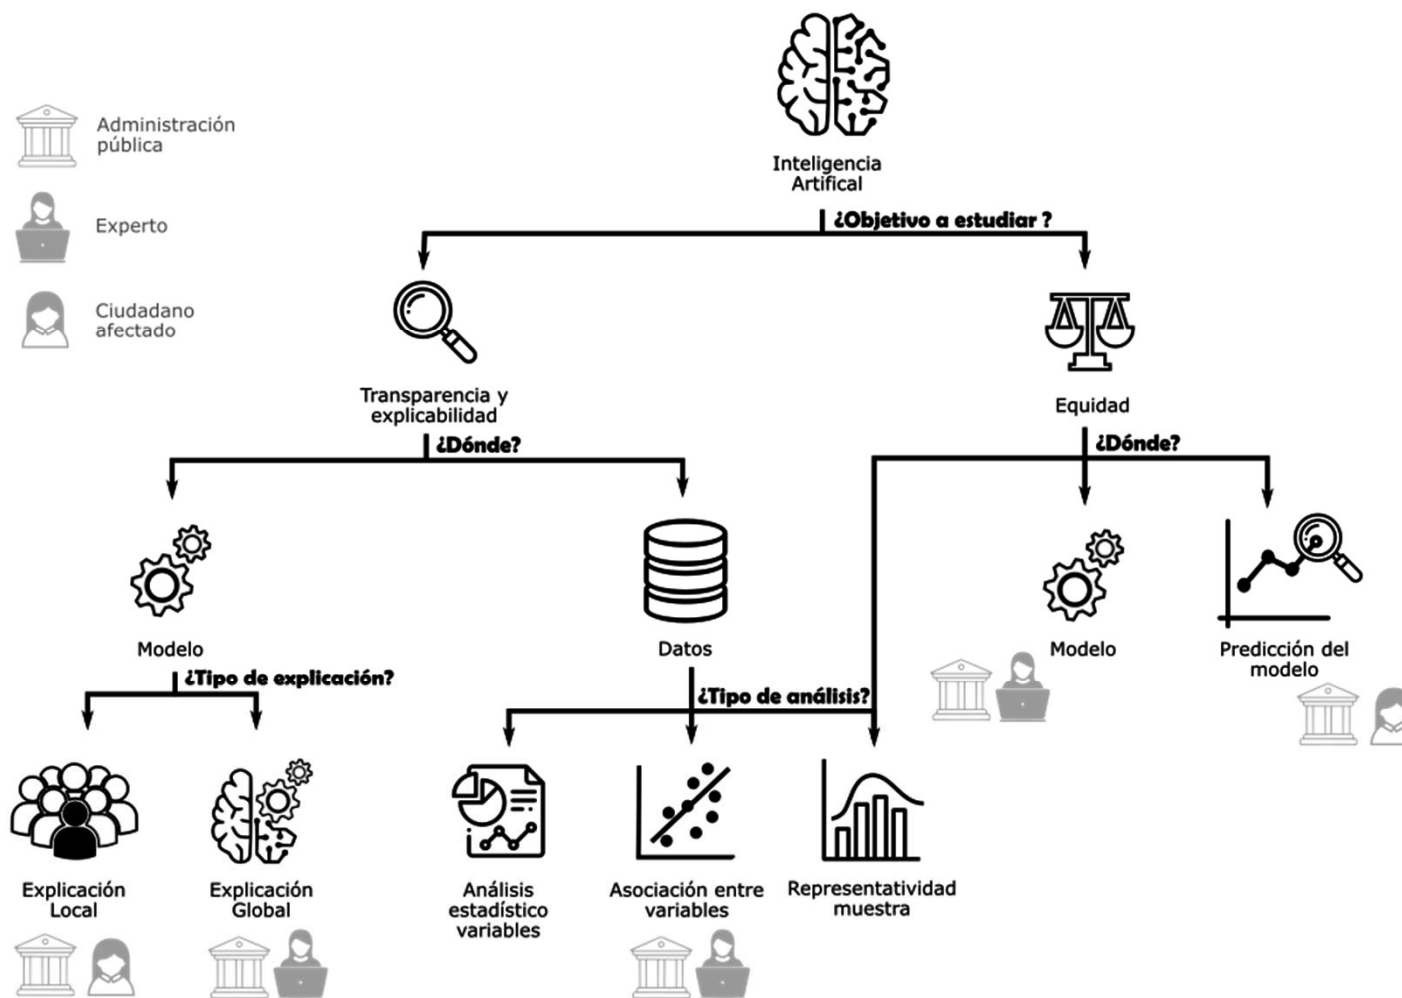 Administración
pública
Experto
Ciudadano
afectado
Inteligencia
Artifical
¿Objetivo a estudiar ?
Transparencia y
explicabilidad
Equidad
¿Dónde?
¿Dónde?
Modelo
Datos
Modelo
Predicción del
modelo
¿Tipo de explicación?
¿Tipo de análisis?
Explicación
Local
Explicación
Global
Análisis
estadístico
variables
Asociación entre
variables
Representatividad
muestra